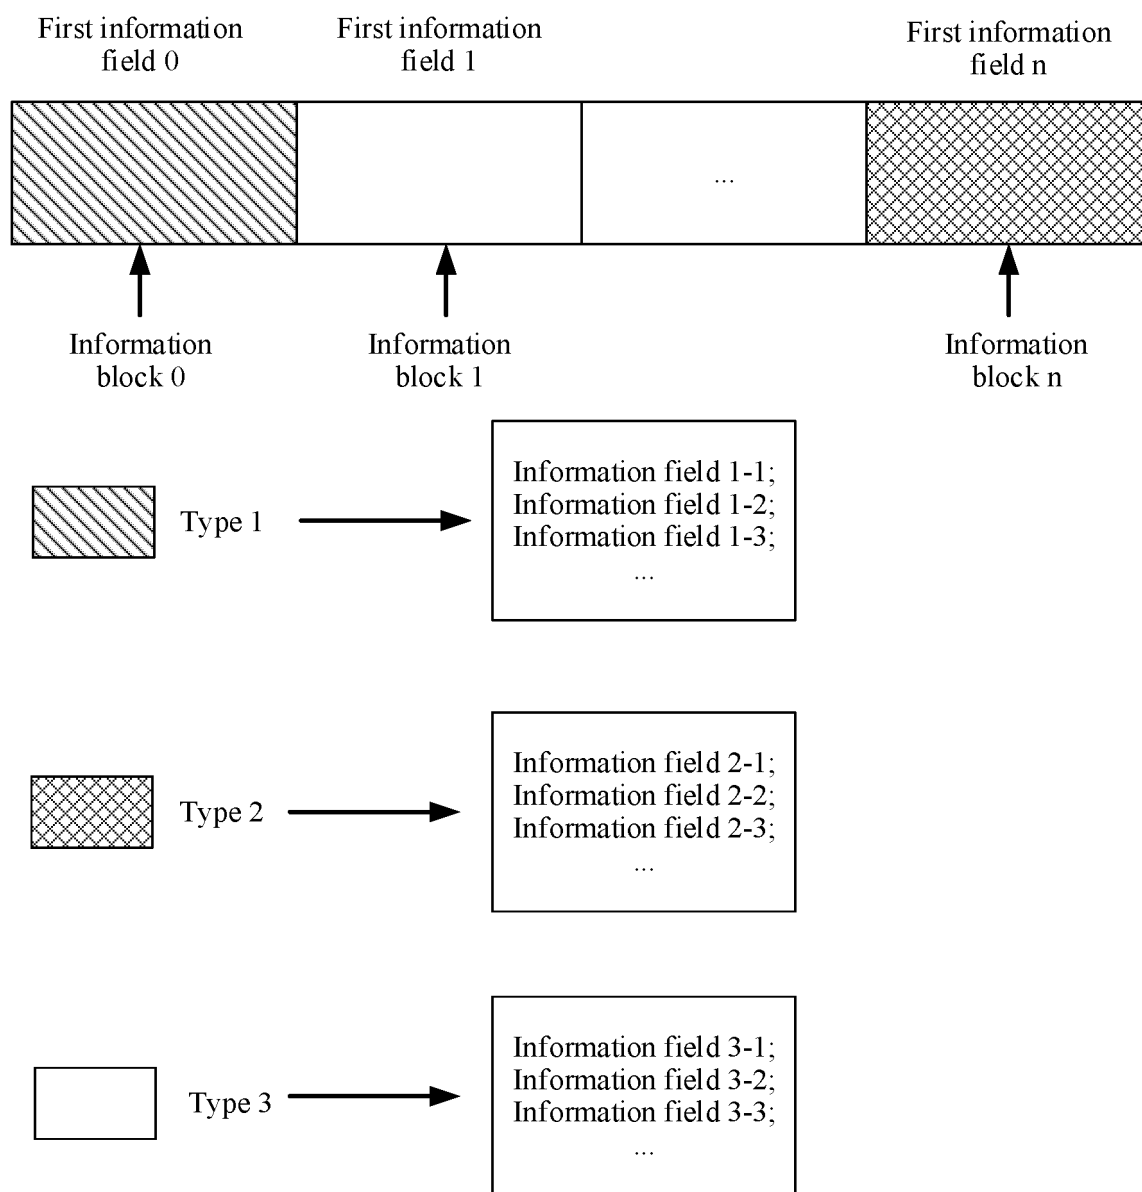 First information
field 0
First information
field 1
First information
field n
...
Information
block 0
Information
block 1
Information
block n
Type 1
Information field 1-1;
Information field 1-2;
Information field 1-3;
...
Type 2
Information field 2-1;
Information field 2-2;
Information field 2-3;
...
Type 3
Information field 3-1;
Information field 3-2;
Information field 3-3;
...